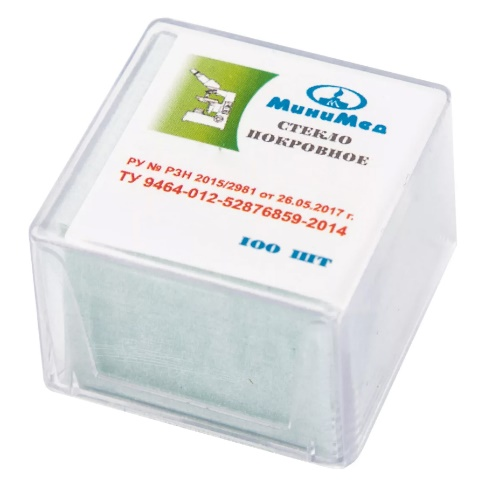 МиниМед
СТЕКЛО
ПОКРОВНОЕ
РУ № РЗН 2015/2981 от 26.05.2017 г.
ТУ 9464-012-52876859-2014
100 шт